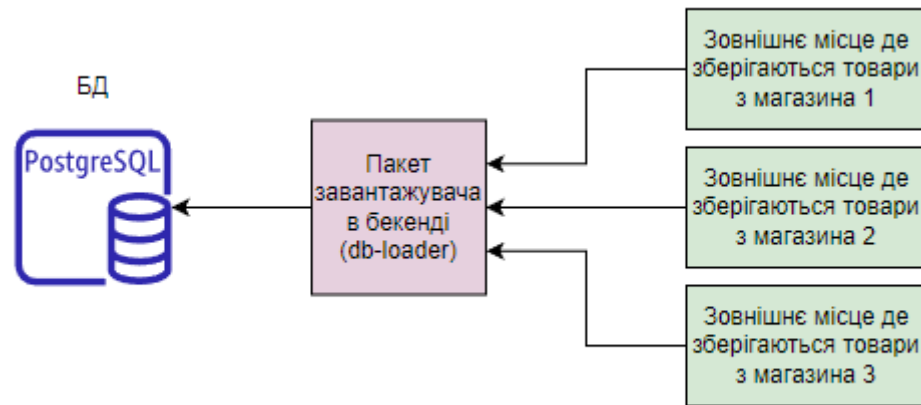 БД
PostgreSQL
Пакет
завантажувача
в бекенді
(db-loader)
Зовнішнє місце де
зберігаються товари
з магазина 1
Зовнішнє місце де
зберігаються товари
з магазина 2
Зовнішнє місце де
зберігаються товари
з магазина 3